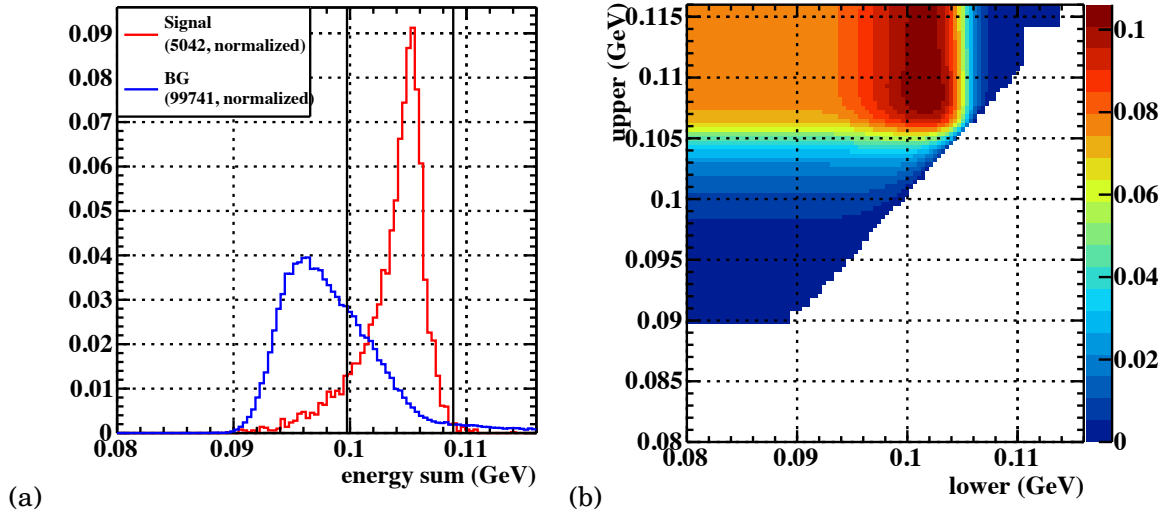 Signal
(5042, normalized)
BG
(99741, normalized)
0.09
0.08
0.07
0.06
0.05
0.04
0.03
0.02
0.01
0
0.08 0.09 0.1 0.11
energy sum (GeV)
(a)
upper (GeV)
0.115
0.11
0.105
0.1
0.095
0.09
0.085
0.08
0.08 0.09 0.1 0.11
lower (GeV)
0.1
0.08
0.06
0.04
0.02
0
(b)